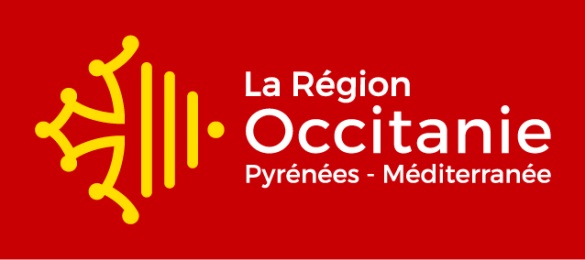 La Région
Occitanie
Pyrénées - Méditerranée